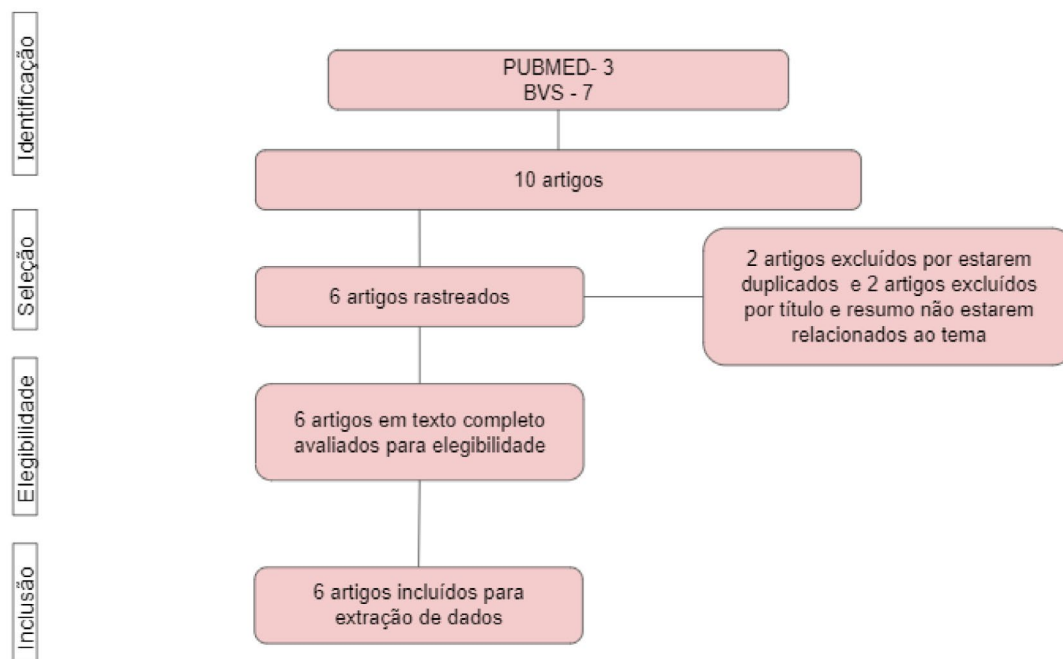 Identificação
PUBMED- 3
BVS - 7
10 artigos
Seleção
6 artigos rastreados
2 artigos excluídos por estarem
duplicados e 2 artigos excluídos
por título e resumo não estarem
relacionados ao tema
Elegibilidade
6 artigos em texto completo
avaliados para elegibilidade
Inclusão
6 artigos incluídos para
extração de dados